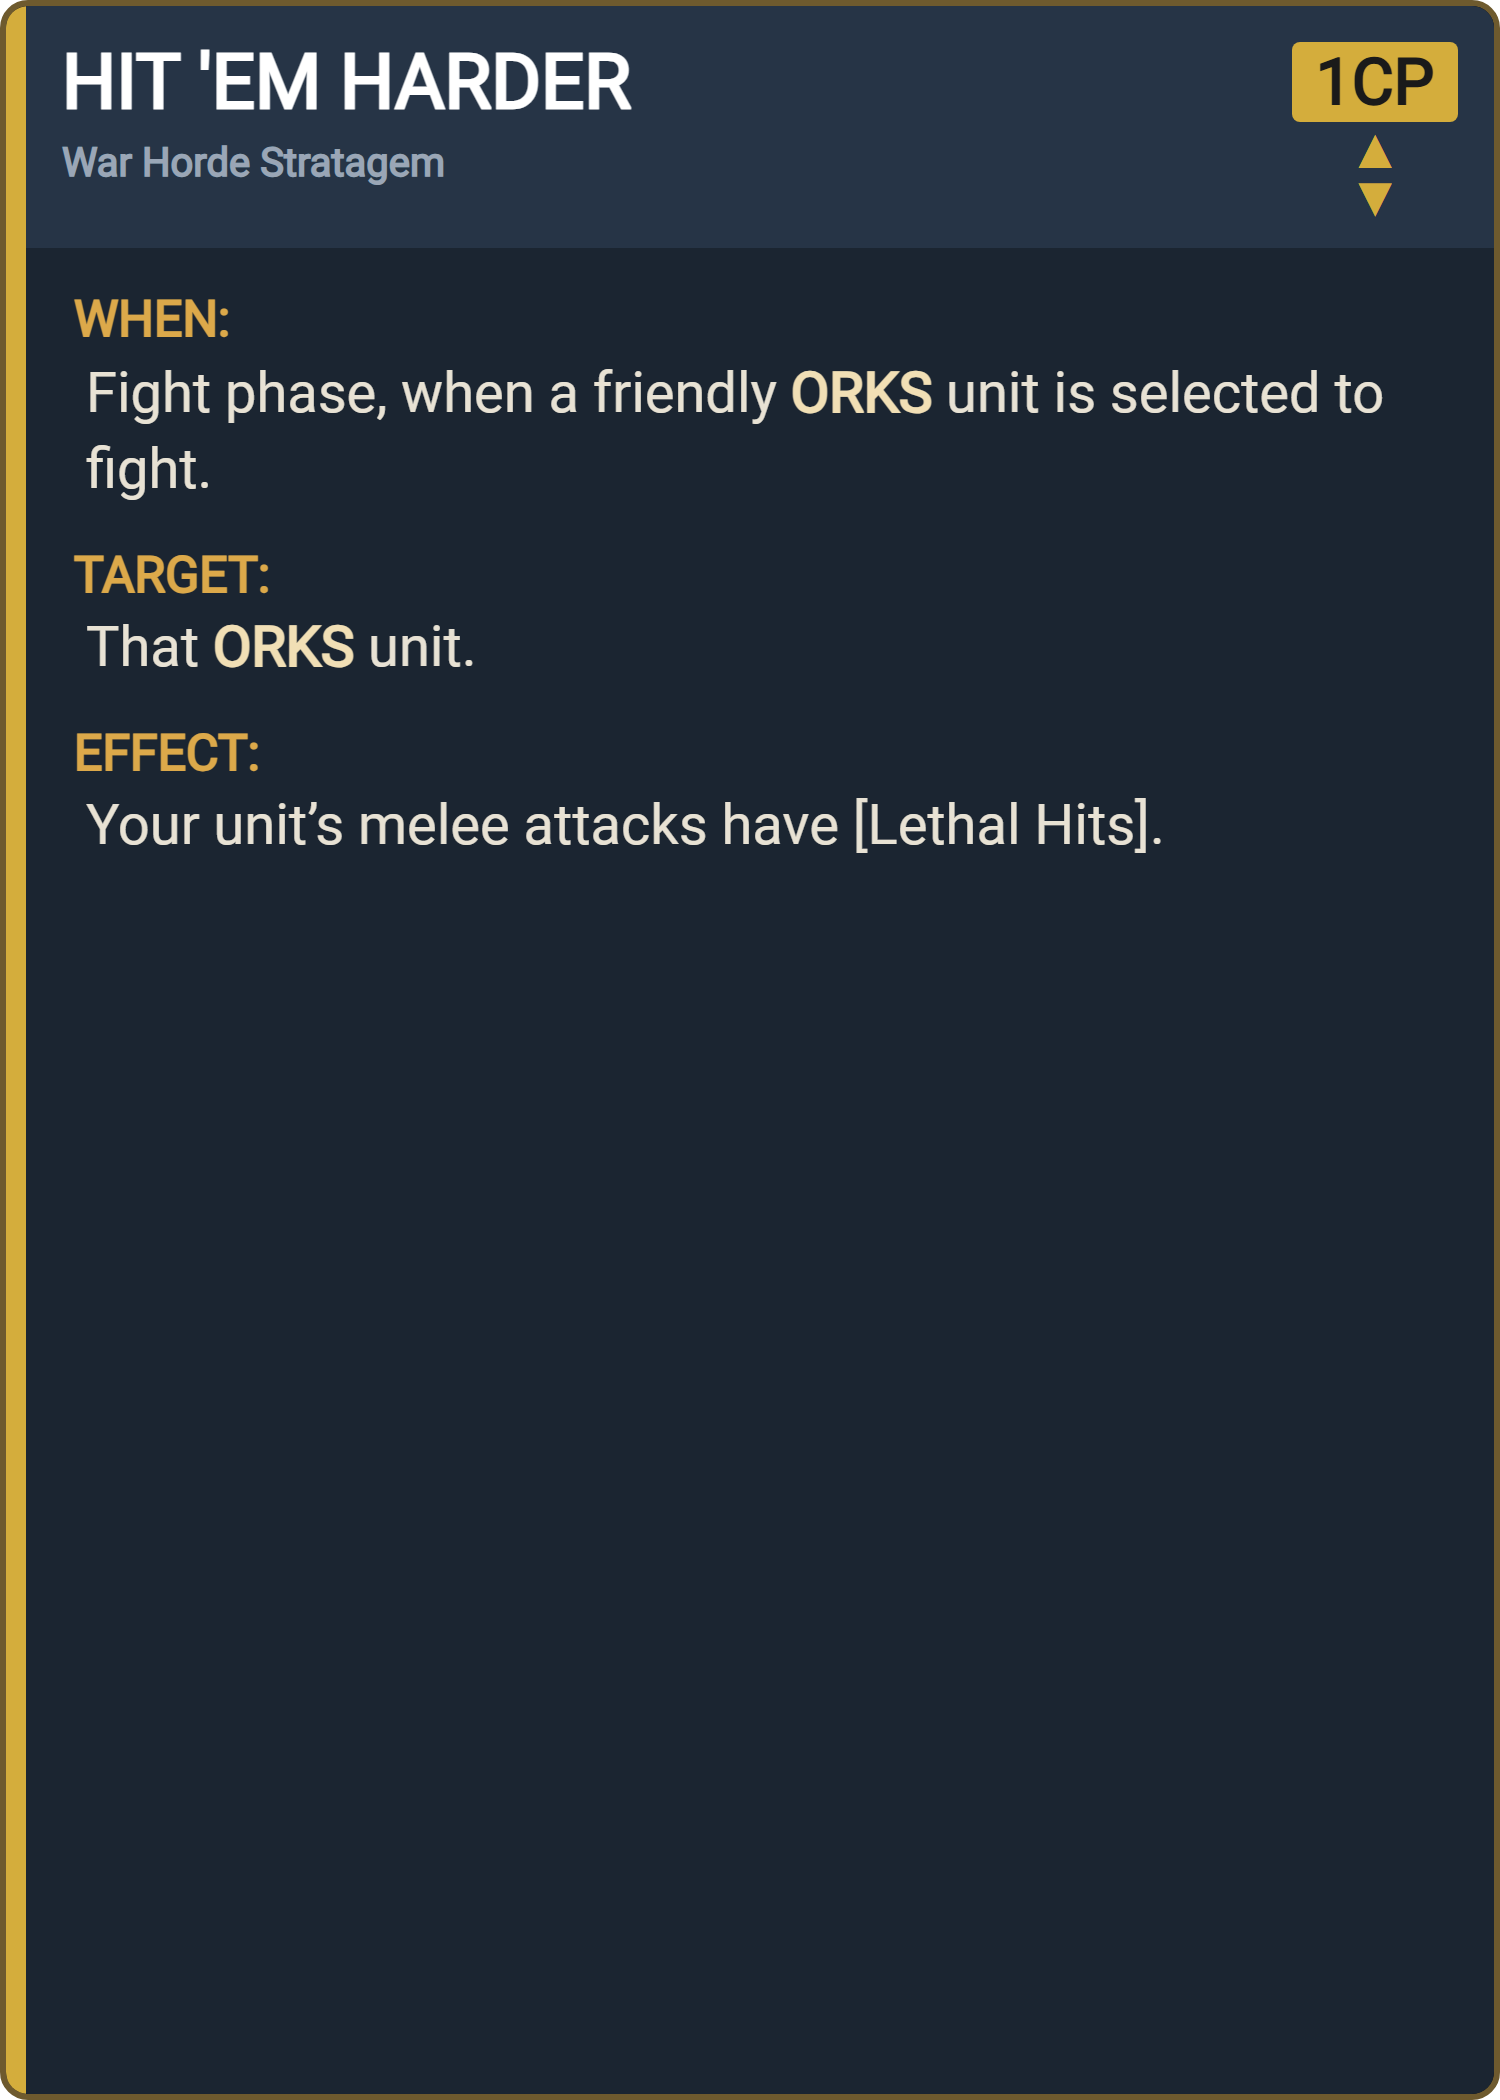 HIT 'EM HARDER
War Horde Stratagem
1CP
▲
▼
WHEN:
Fight phase, when a friendly ORKS unit is selected to
fight.
TARGET:
That ORKS unit.
EFFECT:
Your unit’s melee attacks have [Lethal Hits].